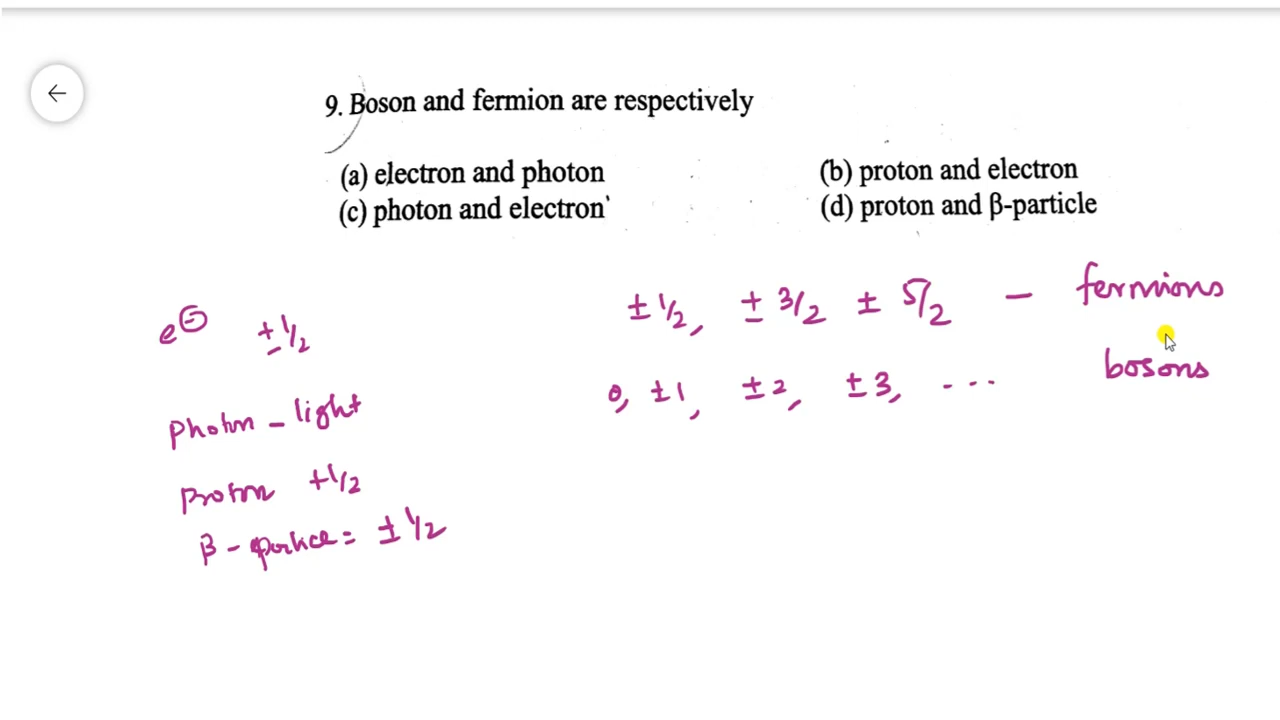 9. Boson and fermion are respectively
(a) electron and photon (b) proton and electron
(c) photon and electron (d) proton and β-particle
e⊖ ±1/2 ±1/2, ±3/2 ±5/2 – fermions
0, ±1, ±2, ±3, ... bosons
Photon – light
Proton +1/2
β- = ±1/2